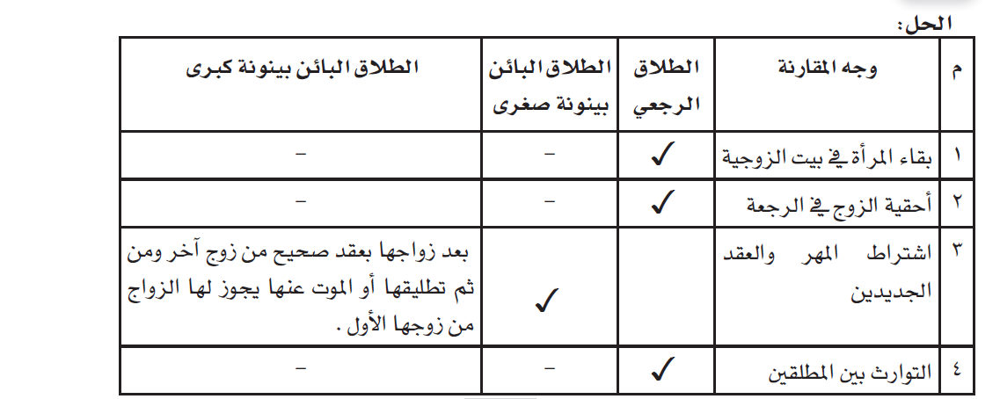 الحل:
م وجه المقارنة الطلاق الرجعي الطلاق البائن بينونة صغرى الطلاق البائن بينونة كبرى
١ بقاء المرأة في بيت الزوجية ✓ – –
٢ أحقية الزوج في الرجعة ✓ – –
٣ اشتراط المهر والعقد الجديدين ✓ بعد زواجها بعقد صحيح من زوج آخر ومن
ثم تطليقها أو الموت عنها يجوز لها الزواج
من زوجها الأول .
٤ التوارث بين المطلقين ✓ – –